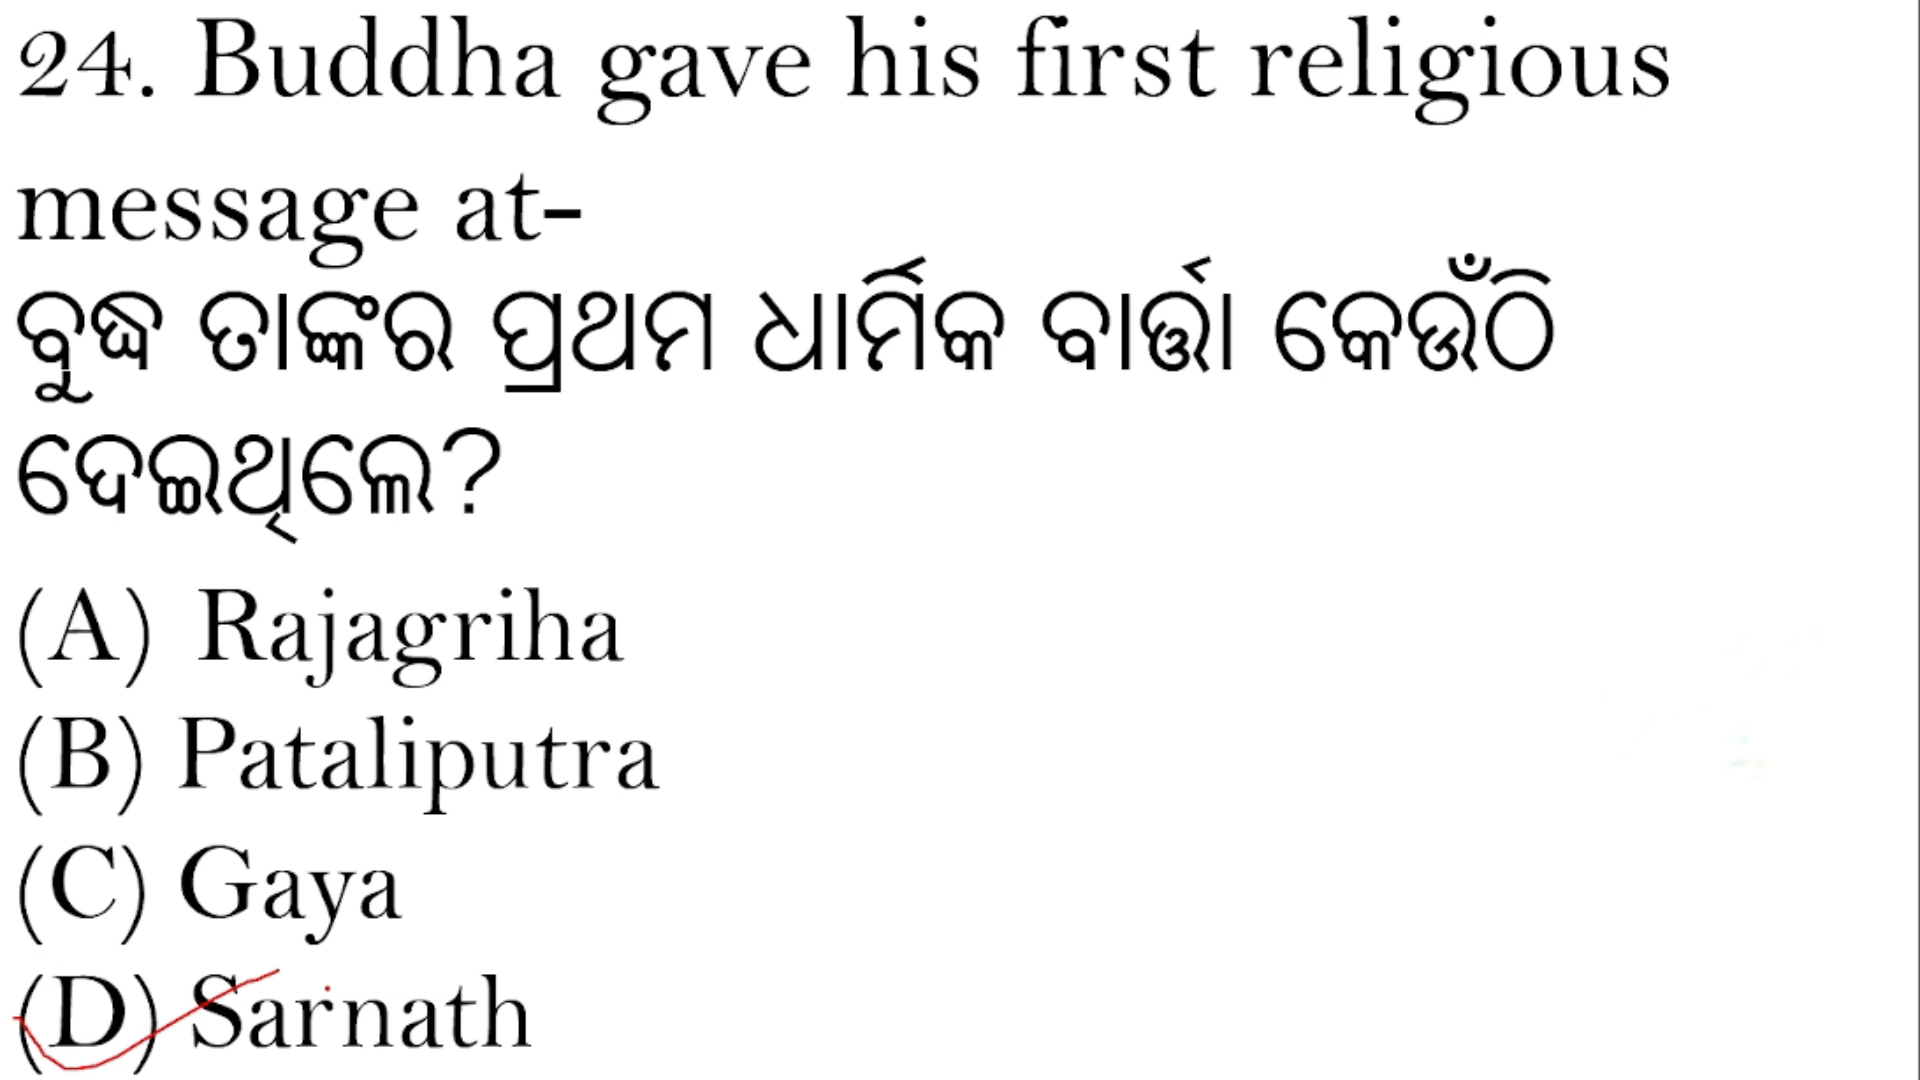 24. Buddha gave his first religious
message at-
ବୁଦ୍ଧ ତାଙ୍କର ପ୍ରଥମ ଧାର୍ମିକ ବାର୍ତ୍ତା କେଉଁଠି
ଦେଇଥିଲେ?
(A) Rajagriha
(B) Pataliputra
(C) Gaya
(D) Sarnath